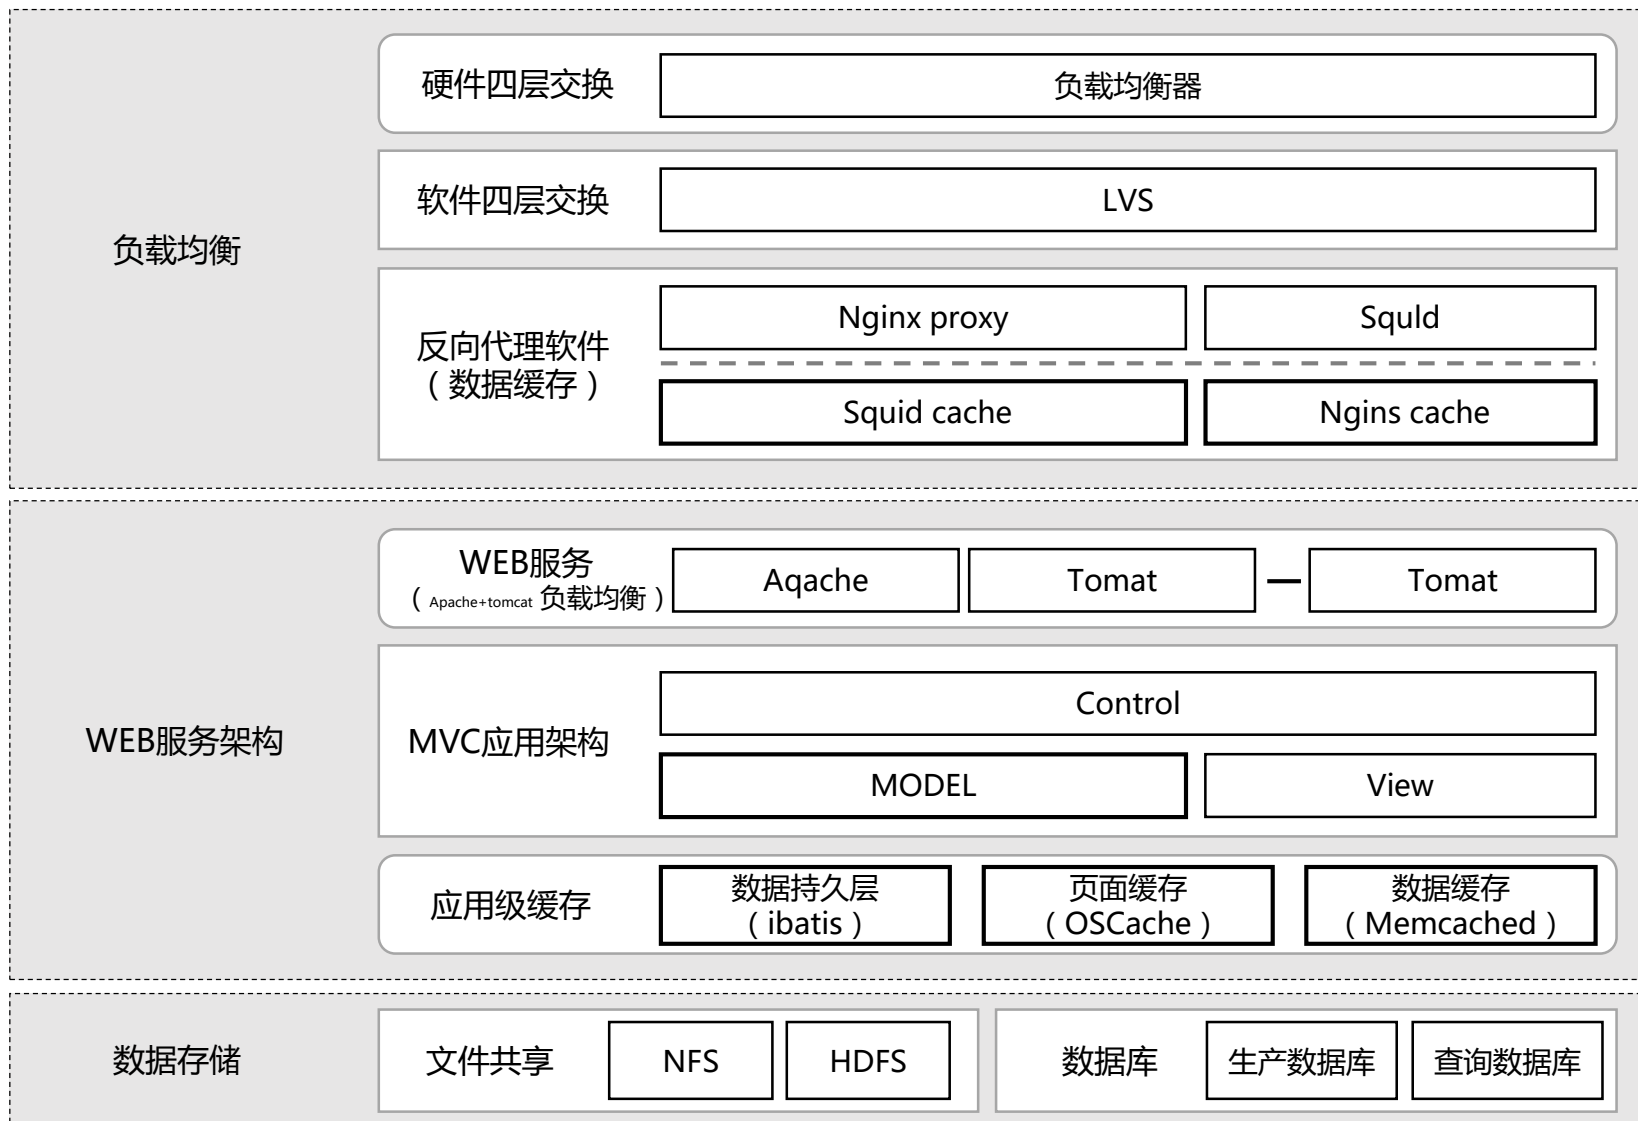 负载均衡
硬件四层交换
负载均衡器
软件四层交换
LVS
反向代理软件
（数据缓存）
Nginx proxy
Squld
Squid cache
Ngins cache
WEB服务架构
WEB服务
（Apache+tomcat 负载均衡）
Aqache
Tomat
Tomat
MVC应用架构
Control
MODEL
View
应用级缓存
数据持久层
（ibatis）
页面缓存
（OSCache）
数据缓存
（Memcached）
数据存储
文件共享
NFS
HDFS
数据库
生产数据库
查询数据库